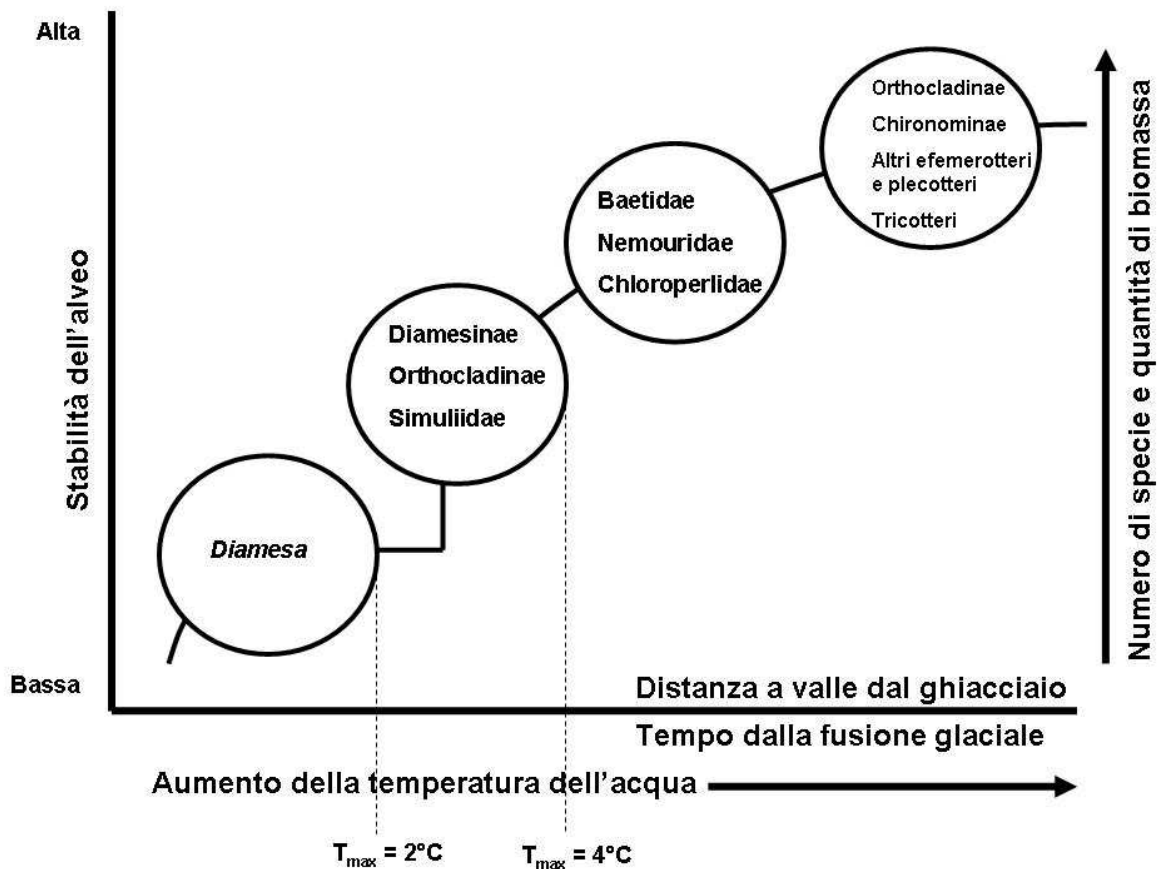 Alta
Stabilità dell'alveo
Bassa
Diamesa
Diamesinae
Orthocladinae
Simuliidae
Baetidae
Nemouridae
Chloroperlidae
Orthocladinae
Chironominae
Altri efemerotteri
e plecotteri
Tricotteri
Numero di specie e quantità di biomassa
Distanza a valle dal ghiacciaio
Tempo dalla fusione glaciale
Aumento della temperatura dell'acqua
Tmax = 2°C
Tmax = 4°C